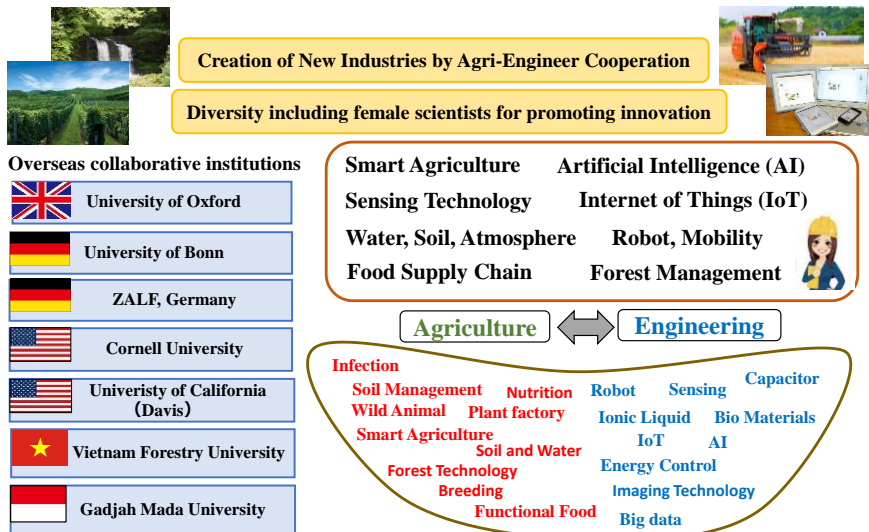 Creation of New Industries by Agri-Engineer Cooperation
Diversity including female scientists for promoting innovation
Overseas collaborative institutions
University of Oxford
University of Bonn
ZALF, Germany
Cornell University
Univeristy of California
（Davis）
Vietnam Forestry University
Gadjah Mada University
Smart Agriculture
Artificial Intelligence (AI)
Sensing Technology
Internet of Things (IoT)
Water, Soil, Atmosphere
Robot, Mobility
Food Supply Chain
Forest Management
Agriculture
Engineering
Infection
Soil Management
Nutrition
Wild Animal
Plant factory
Smart Agriculture
Soil and Water
Forest Technology
Breeding
Functional Food
Capacitor
Robot
Sensing
Ionic Liquid
Bio Materials
IoT
AI
Energy Control
Imaging Technology
Big data